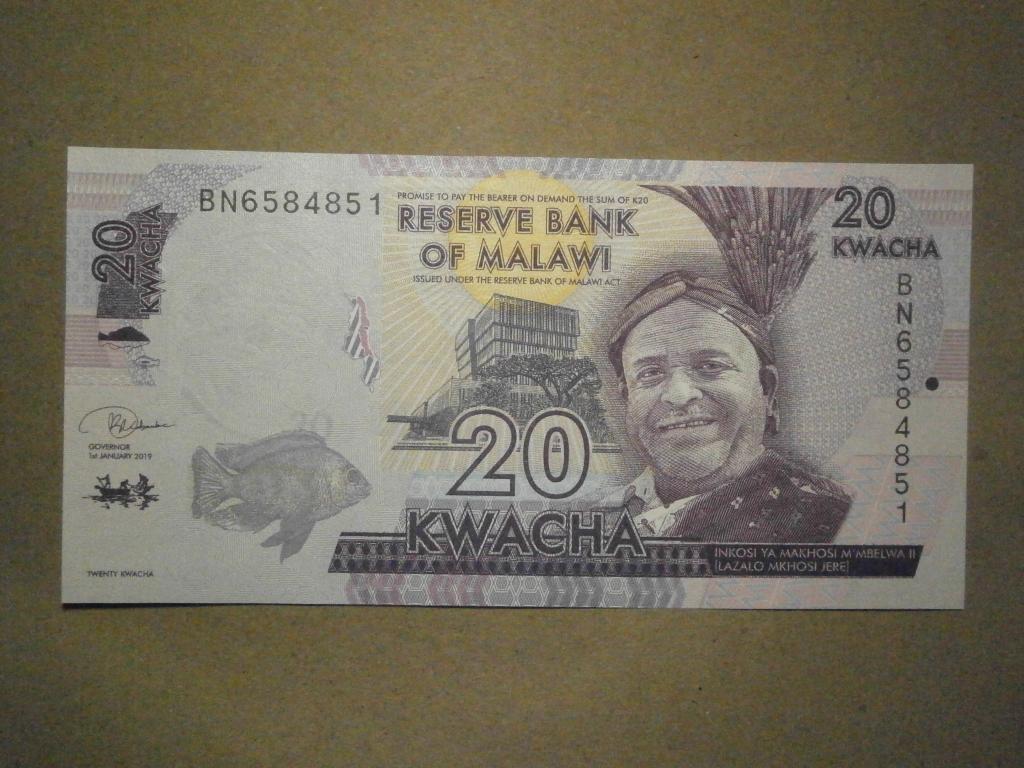 BN6584851
PROMISE TO PAY THE BEARER ON DEMAND THE SUM OF K20
RESERVE BANK
OF MALAWI
ISSUED UNDER THE RESERVE BANK OF MALAWI ACT
20
KWACHA
20
KWACHA
BN6584851
GOVERNOR
1st JANUARY 2019
TWENTY KWACHA
20
20
KWACHA
INKOSI YA MAKHOSI M'MBELWA II
[LAZALO MKHOSI JERE]